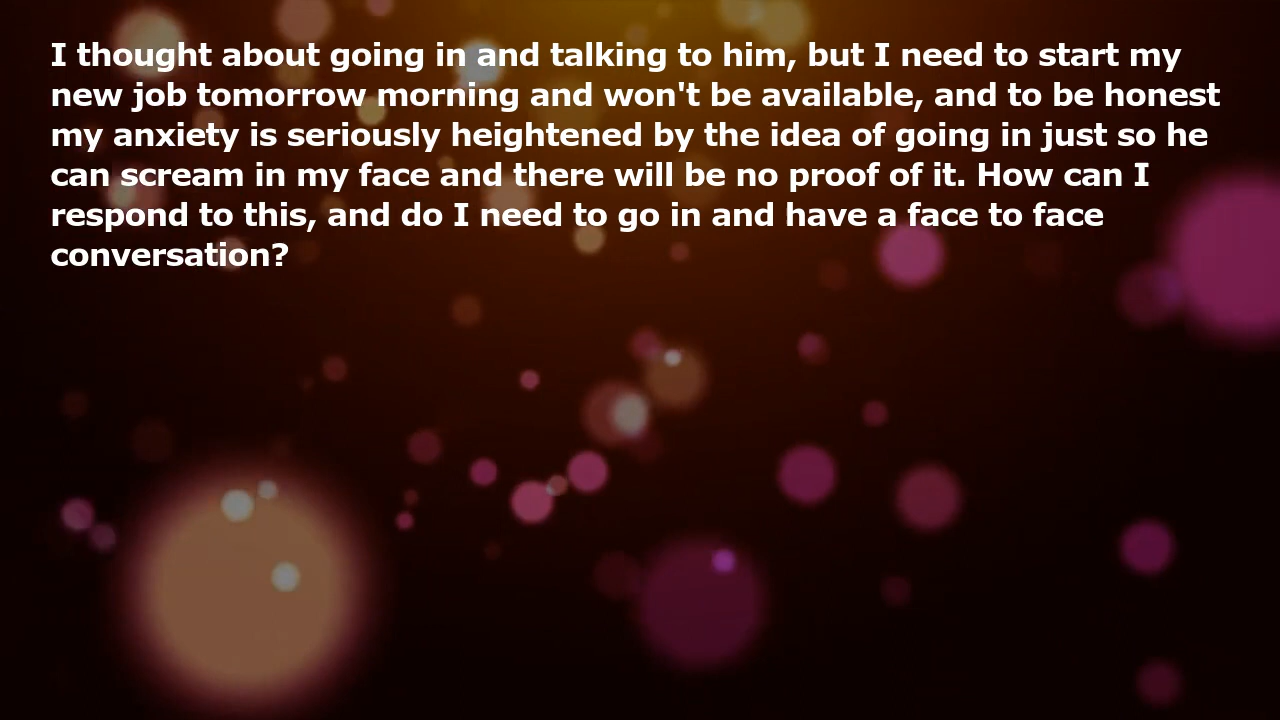 I thought about going in and talking to him, but I need to start my
new job tomorrow morning and won't be available, and to be honest
my anxiety is seriously heightened by the idea of going in just so he
can scream in my face and there will be no proof of it. How can I
respond to this, and do I need to go in and have a face to face
conversation?